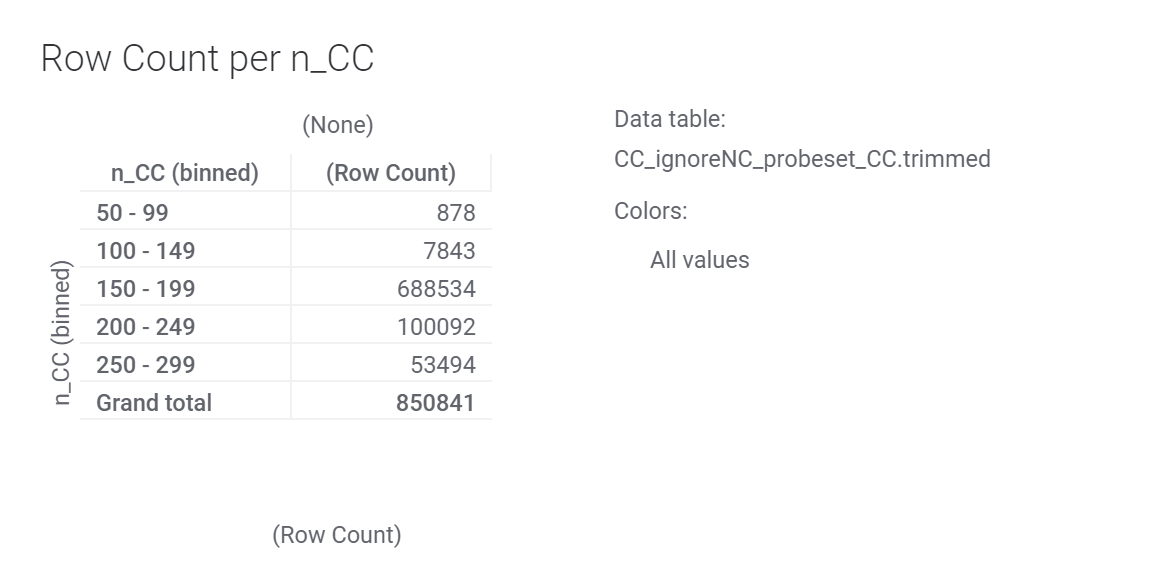 Row Count per n_CC
(None)
n_CC (binned) (Row Count)
50 - 99 878
100 - 149 7843
150 - 199 688534
200 - 249 100092
250 - 299 53494
Grand total 850841
n_CC (binned)
(Row Count)
Data table:
CC_ignoreNC_probeset_CC.trimmed
Colors:
All values